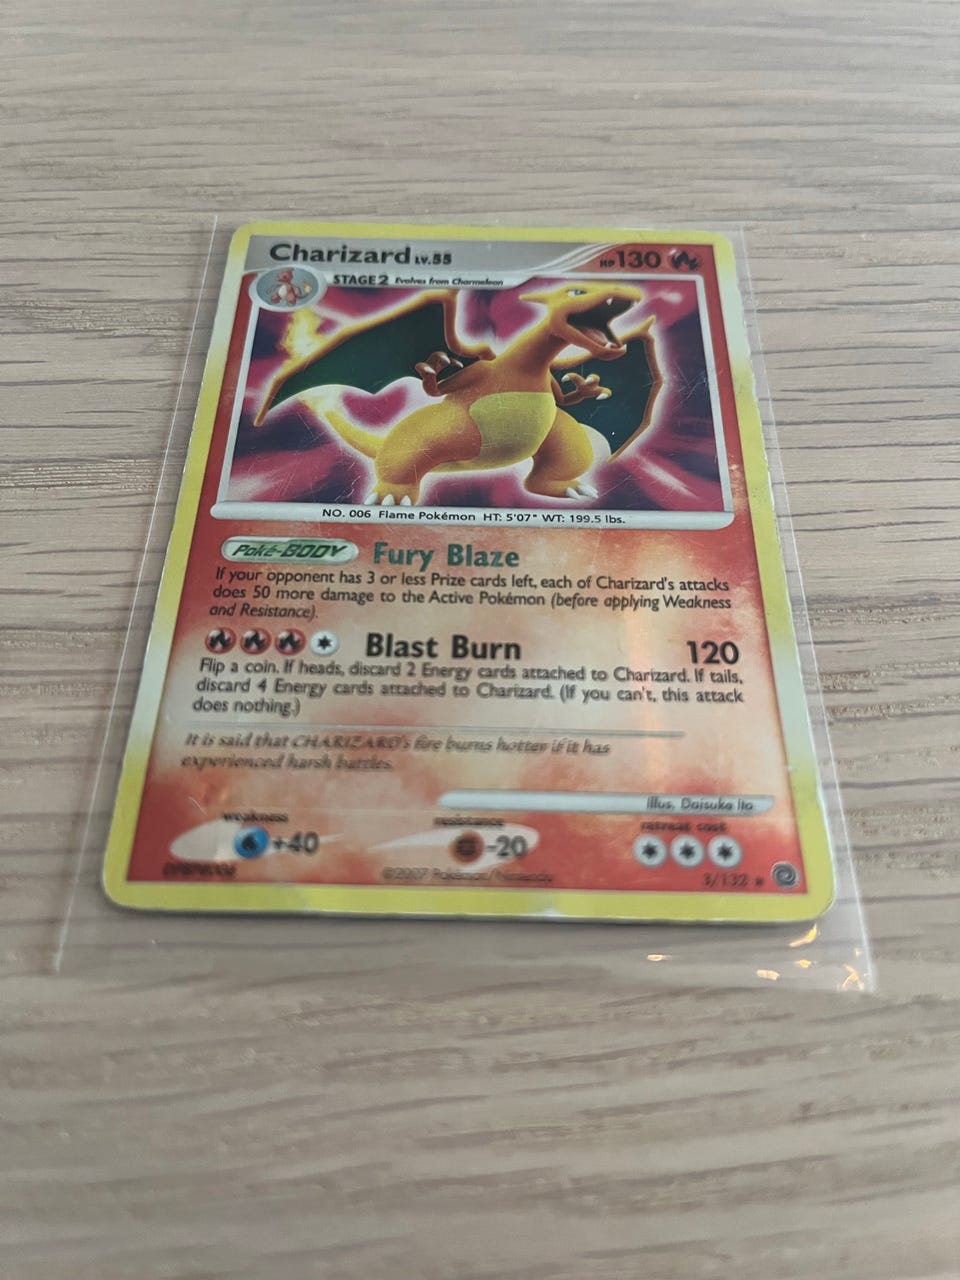 Charizard LV.55
HP 130
STAGE 2 Evolves from Charmeleon
NO. 006 Flame Pokémon HT: 5'07" WT: 199.5 lbs.
Poké-BODY Fury Blaze
If your opponent has 3 or less Prize cards left, each of Charizard's attacks
does 50 more damage to the Active Pokémon (before applying Weakness
and Resistance).
Blast Burn 120
Flip a coin. If heads, discard 2 Energy cards attached to Charizard. If tails,
discard 4 Energy cards attached to Charizard. (If you can't, this attack
does nothing.)
It is said that CHARIZARD's fire burns hotter if it has
experienced harsh battles.
Illus. Daisuke Ito
weakness resistance retreat cost
+40 -20
©2007 Pokémon/Nintendo
3/132